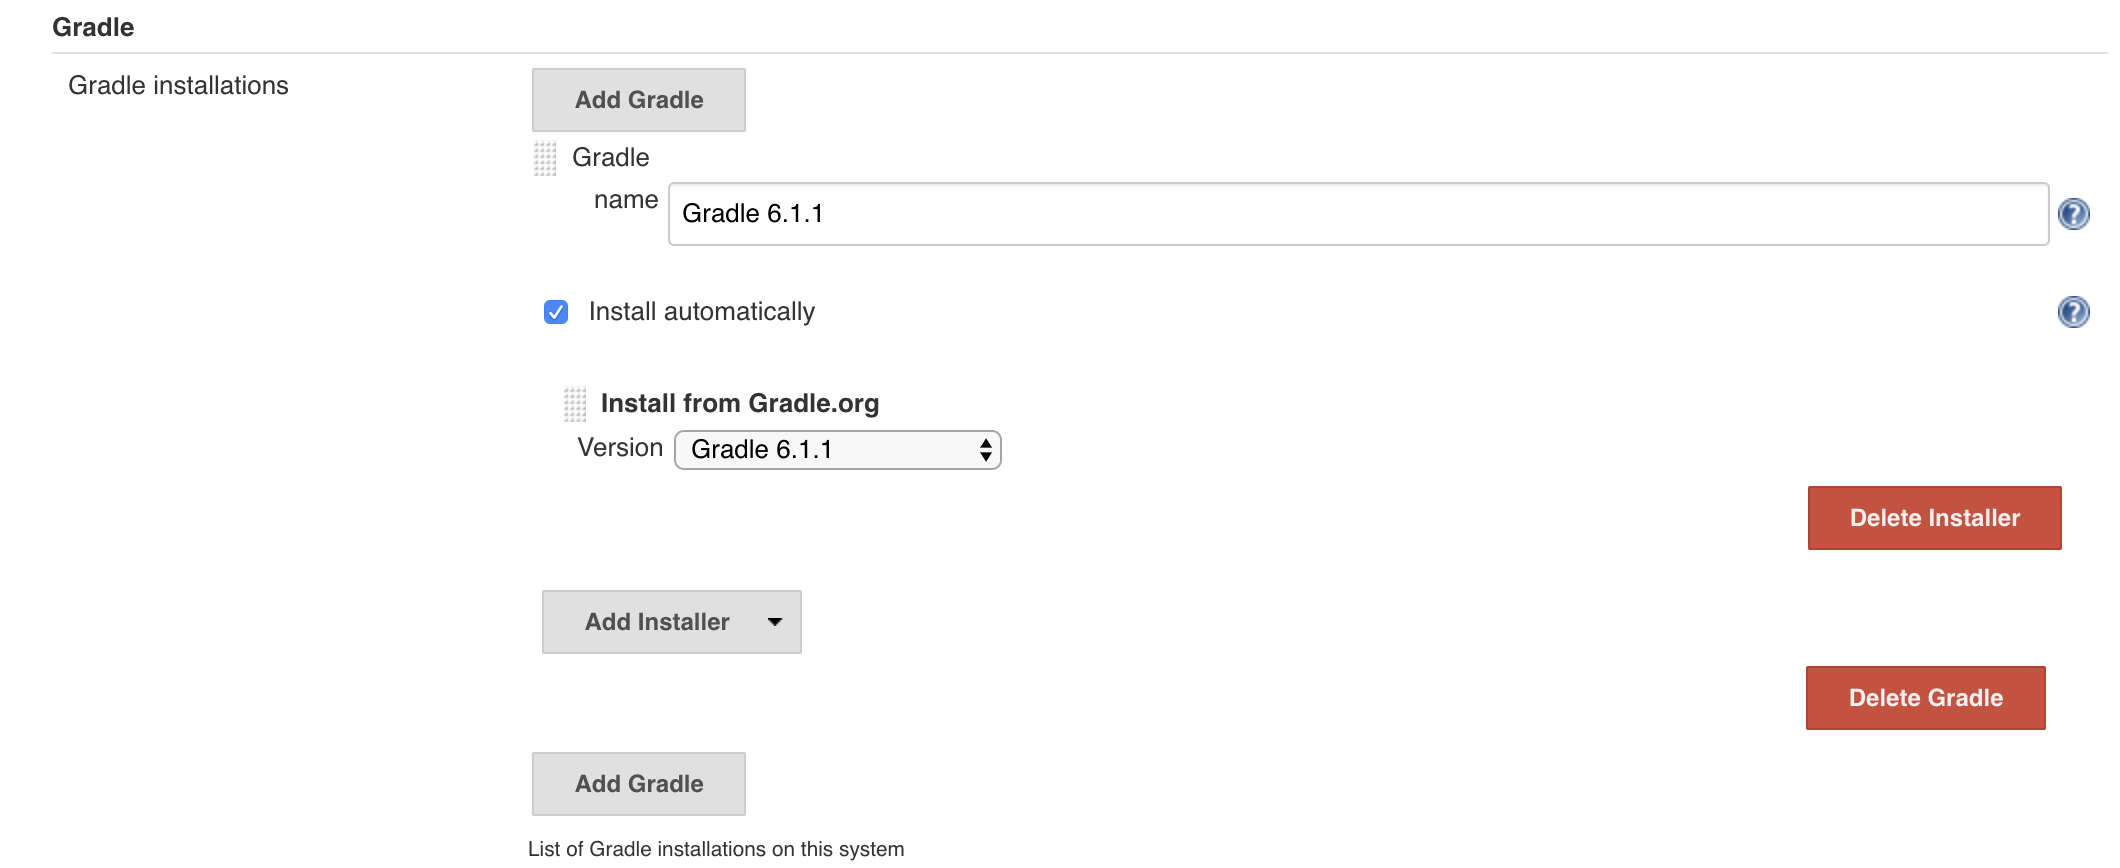 Gradle
Gradle installations
Add Gradle
Gradle
name Gradle 6.1.1 ?
Install automatically ?
Install from Gradle.org
Version Gradle 6.1.1
Delete Installer
Add Installer
Delete Gradle
Add Gradle
List of Gradle installations on this system